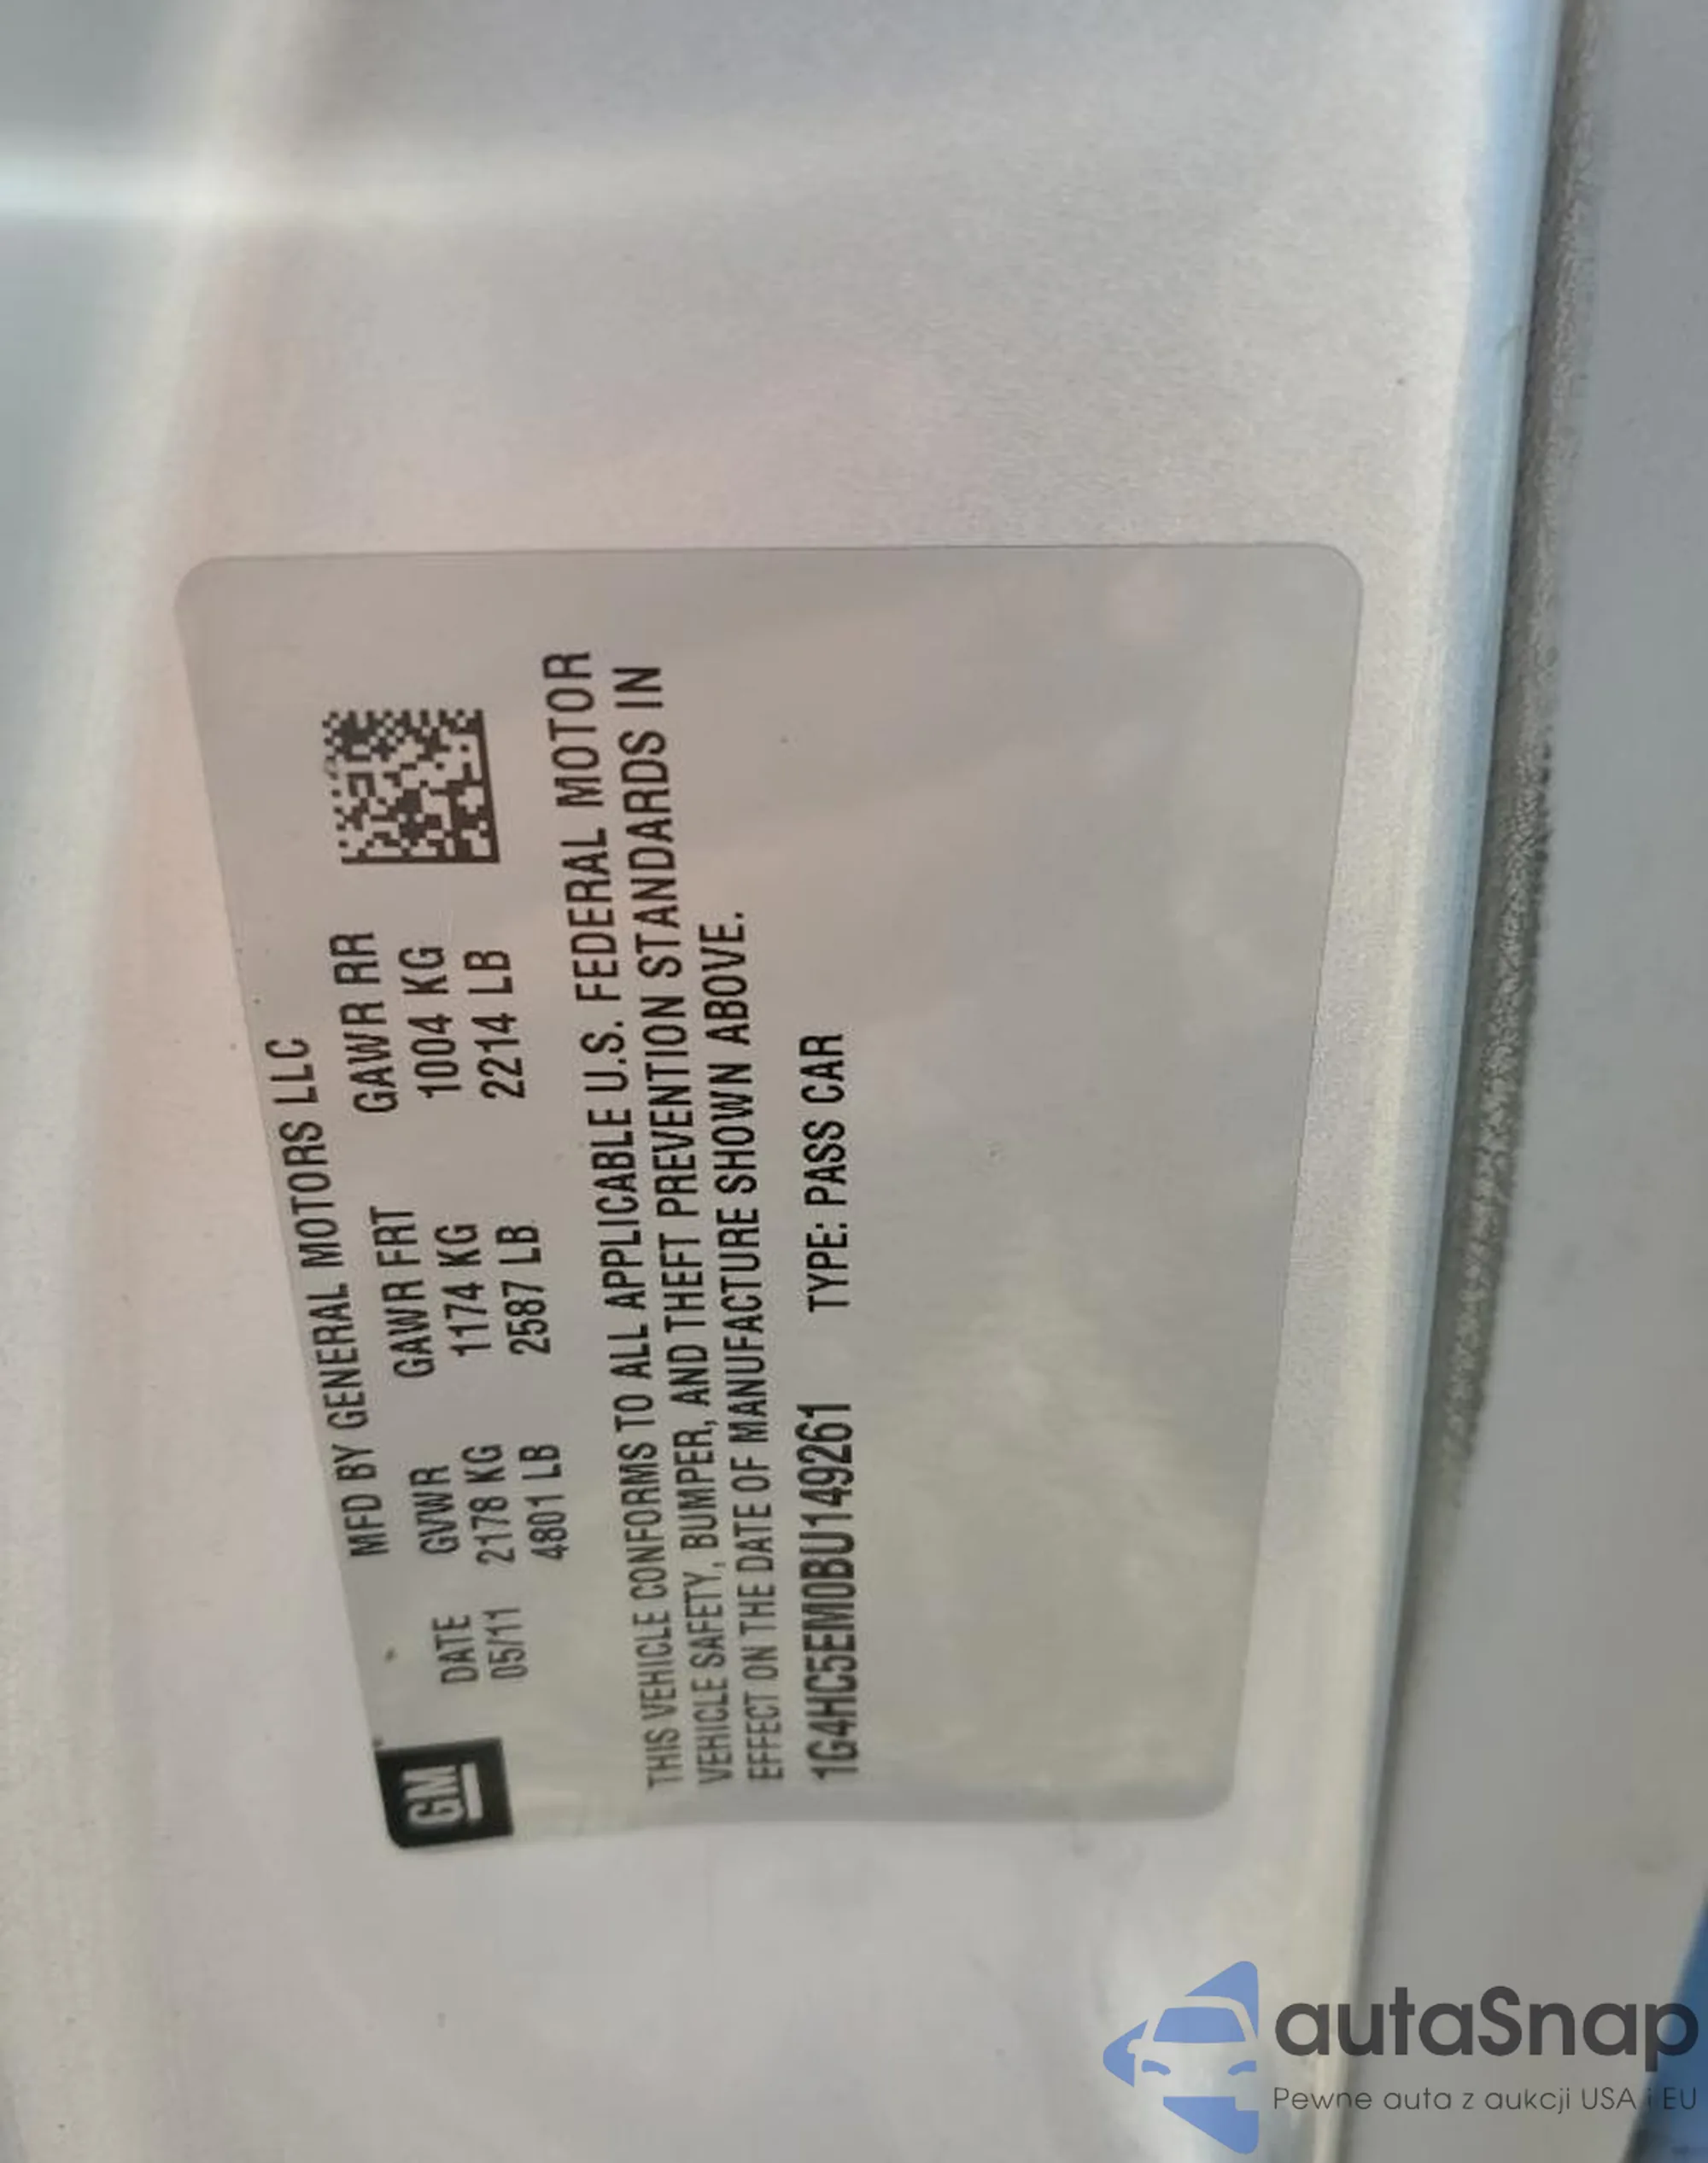 GM
MFD BY GENERAL MOTORS LLC
DATE GVWR GAWR FRT GAWR RR
05/11 2178 KG 1174 KG 1004 KG
4801 LB 2587 LB 2214 LB
THIS VEHICLE CONFORMS TO ALL APPLICABLE U.S. FEDERAL MOTOR
VEHICLE SAFETY, BUMPER, AND THEFT PREVENTION STANDARDS IN
EFFECT ON THE DATE OF MANUFACTURE SHOWN ABOVE.
1G4HC5EM0BU149261 TYPE: PASS CAR
autaSnap
Pewne auta z aukcji USA i EU